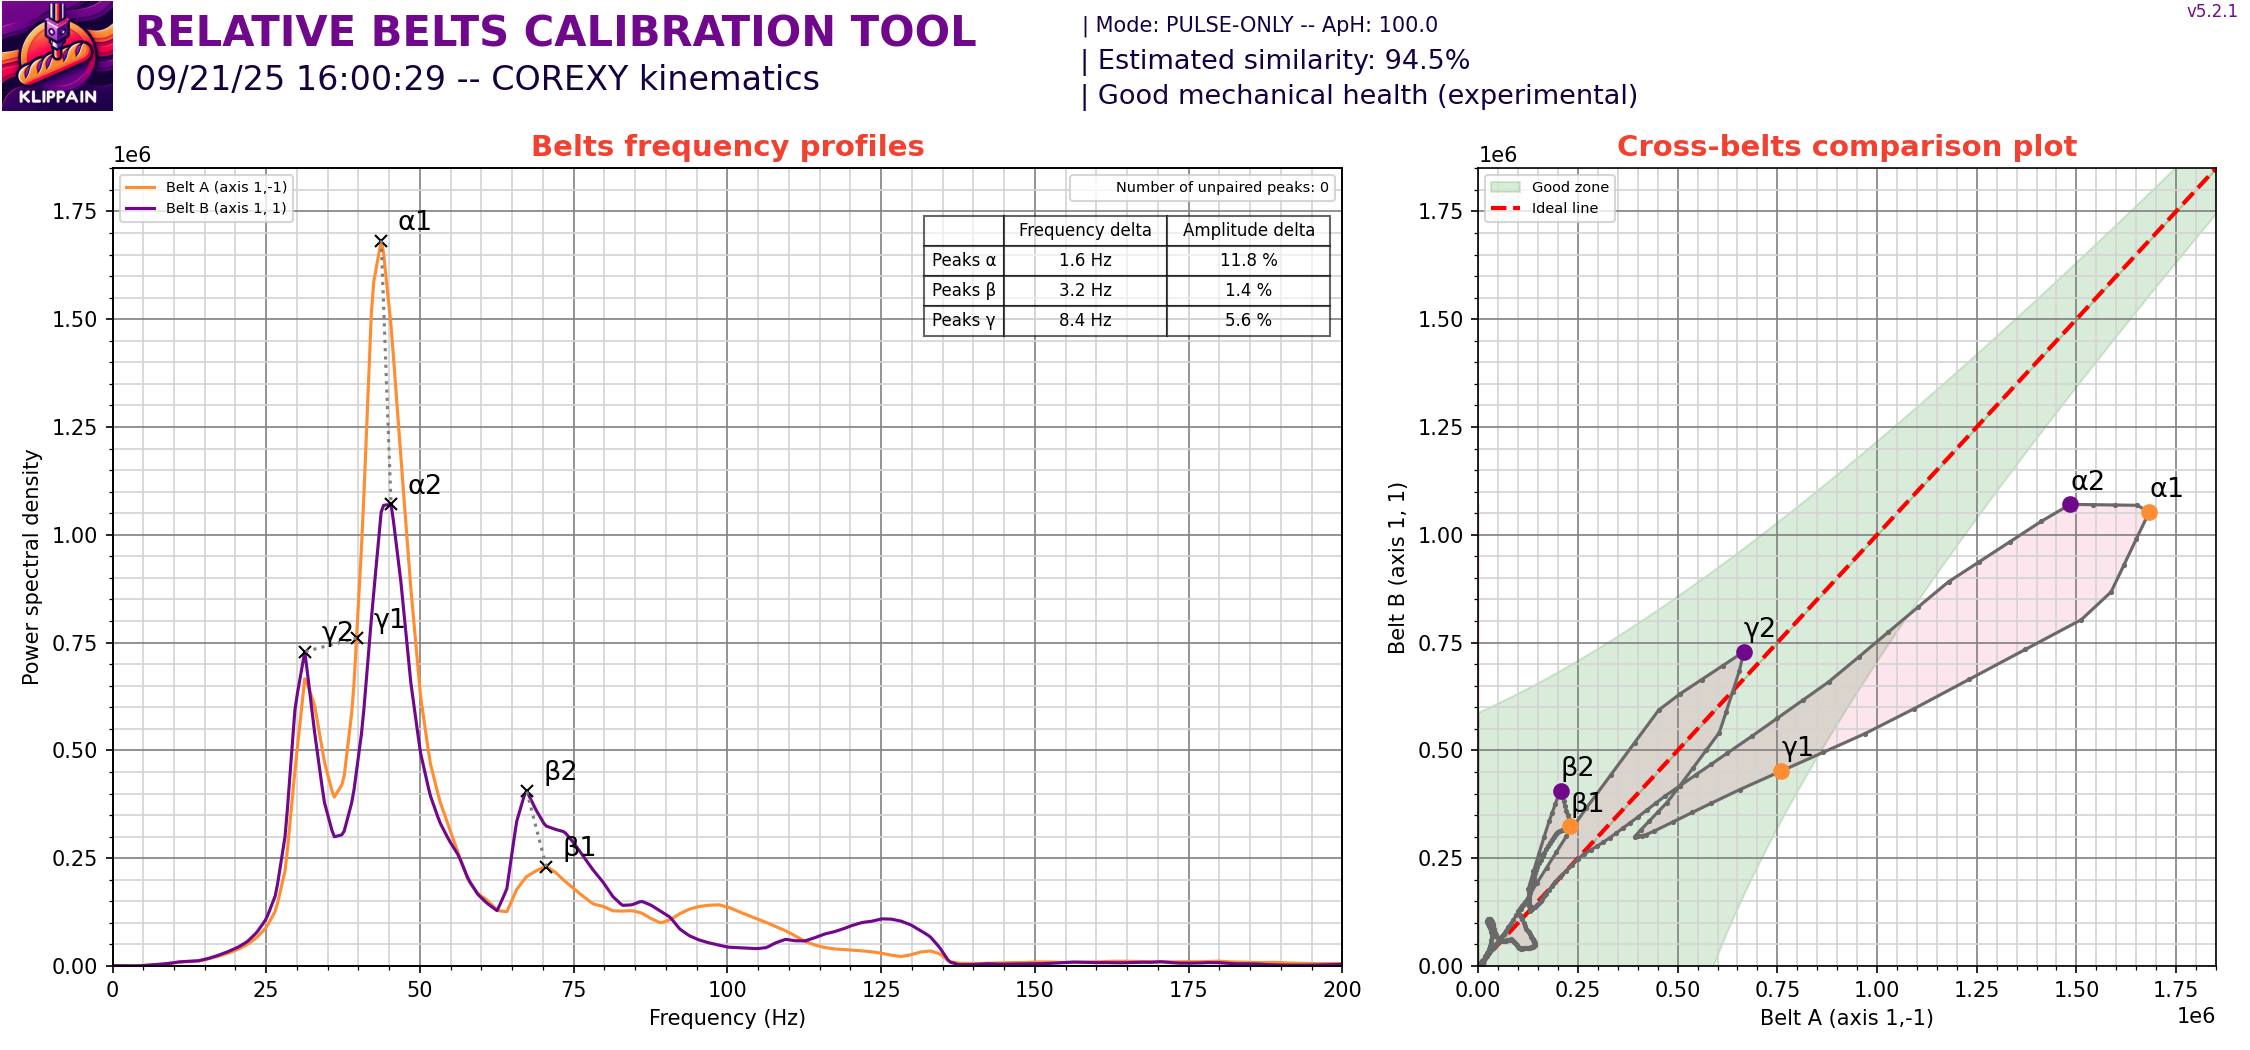 KLIPPAIN
RELATIVE BELTS CALIBRATION TOOL
09/21/25 16:00:29 -- COREXY kinematics
| Mode: PULSE-ONLY -- ApH: 100.0
| Estimated similarity: 94.5%
| Good mechanical health (experimental)
v5.2.1
Belts frequency profiles
1e6
Belt A (axis 1,-1)
Belt B (axis 1, 1)
Number of unpaired peaks: 0
Frequency delta Amplitude delta
Peaks α 1.6 Hz 11.8 %
Peaks β 3.2 Hz 1.4 %
Peaks γ 8.4 Hz 5.6 %
α1
α2
γ2
γ1
β2
β1
1.75
1.50
1.25
1.00
0.75
0.50
0.25
0.00
Power spectral density
0 25 50 75 100 125 150 175 200
Frequency (Hz)
Cross-belts comparison plot
1e6
Good zone
Ideal line
α2
α1
γ2
γ1
β2
β1
1.75
1.50
1.25
1.00
0.75
0.50
0.25
0.00
Belt B (axis 1, 1)
0.00 0.25 0.50 0.75 1.00 1.25 1.50 1.75
Belt A (axis 1,-1)
1e6